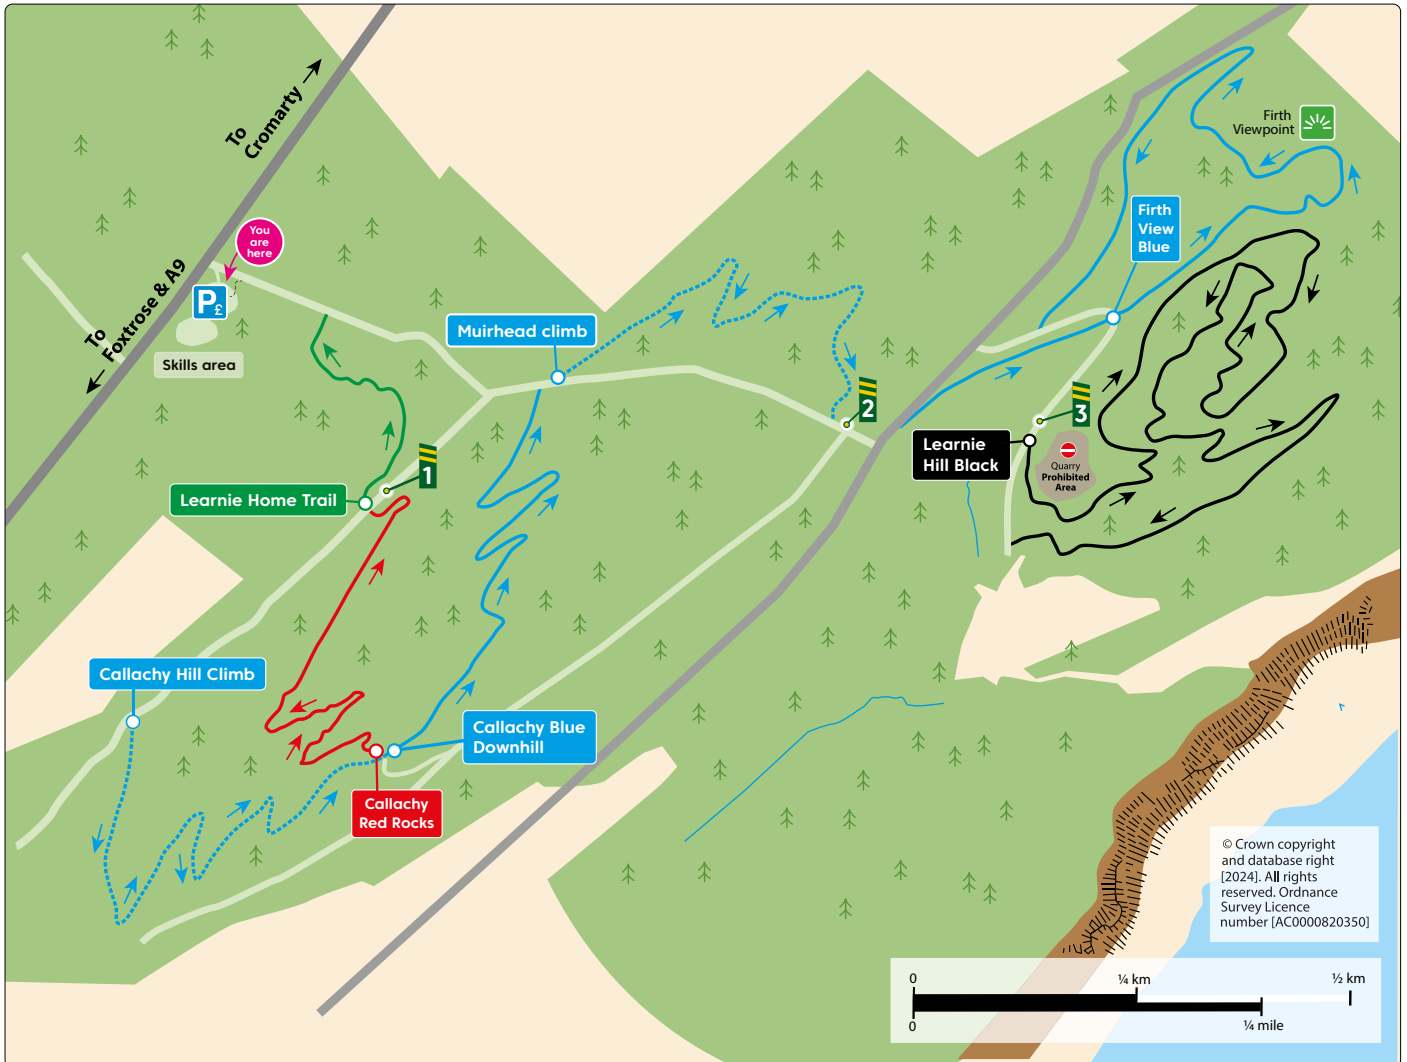 To
Cromarty
You
are
here
P£
To
Foxtrose & A9
Skills area
Firth
Viewpoint
Firth
View
Blue
Muirhead climb
2
3
Learnie
Hill Black
Quarry
Prohibited
Area
1
Learnie Home Trail
Callachy Hill Climb
Callachy Blue
Downhill
Callachy
Red Rocks
© Crown copyright
and database right
[2024]. All rights
reserved. Ordnance
Survey Licence
number [AC0000820350]
0 ¼ km ½ km
0 ¼ mile